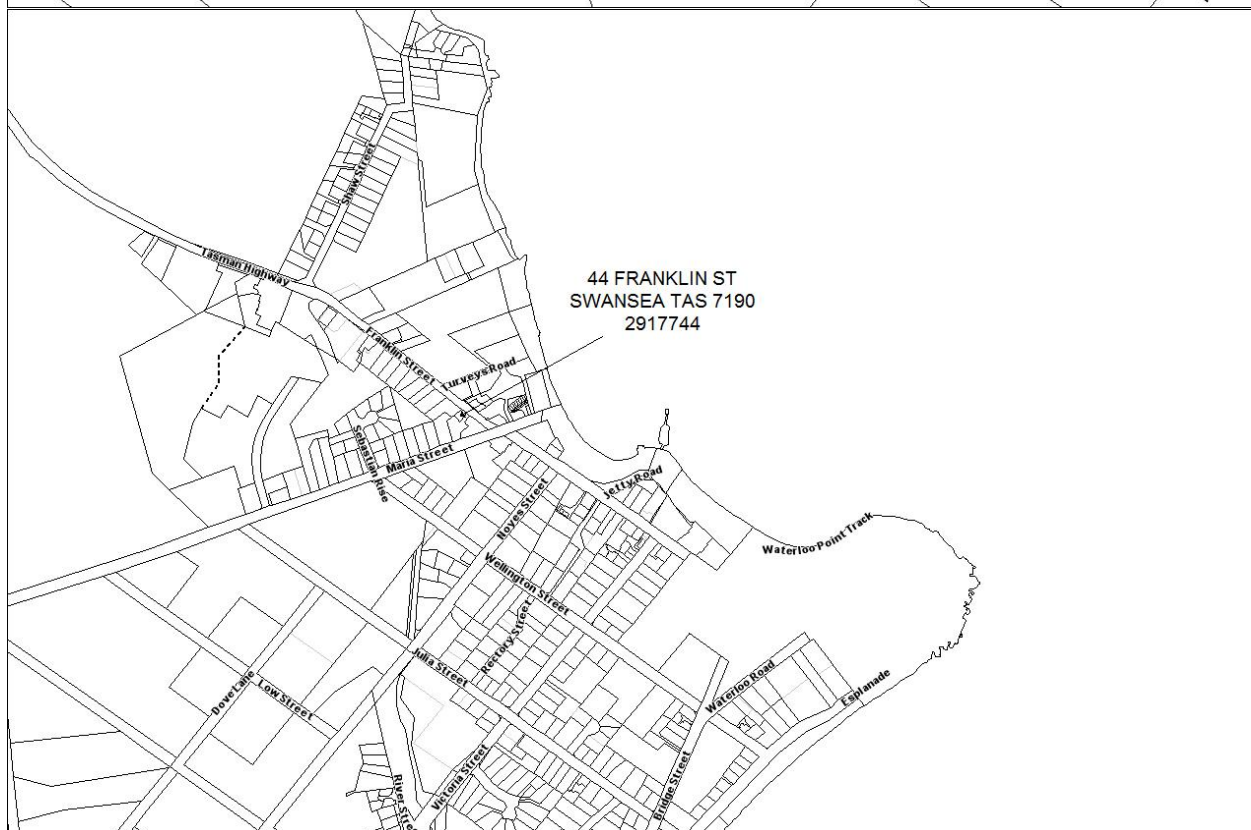 Shaw Street
Tasman Highway
44 FRANKLIN ST
SWANSEA TAS 7190
2917744
Franklin Street
Curveys Road
Sebastian Rise
Maria Street
Noyes Street
Jetty Road
Waterloo Point Track
Wellington Street
Rectory Street
Julia Street
Dove Lane
Low Street
Waterloo Road
Esplanade
Victoria Street
Bridge Street